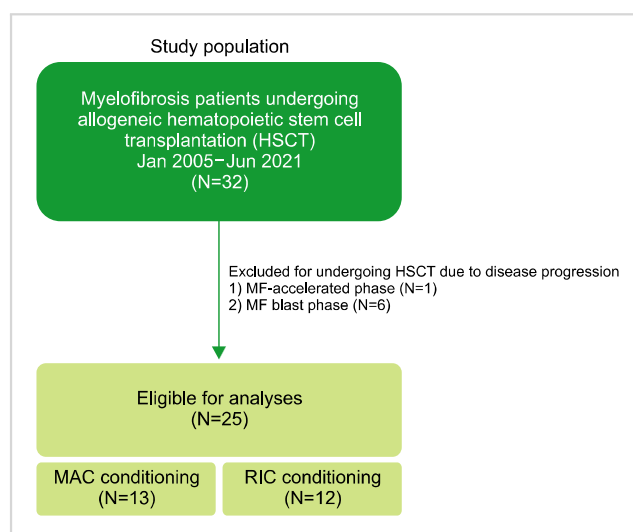 Study population
Myelofibrosis patients undergoing
allogeneic hematopoietic stem cell
transplantation (HSCT)
Jan 2005−Jun 2021
(N=32)
Excluded for undergoing HSCT due to disease progression
1) MF-accelerated phase (N=1)
2) MF blast phase (N=6)
Eligible for analyses
(N=25)
MAC conditioning
(N=13)
RIC conditioning
(N=12)